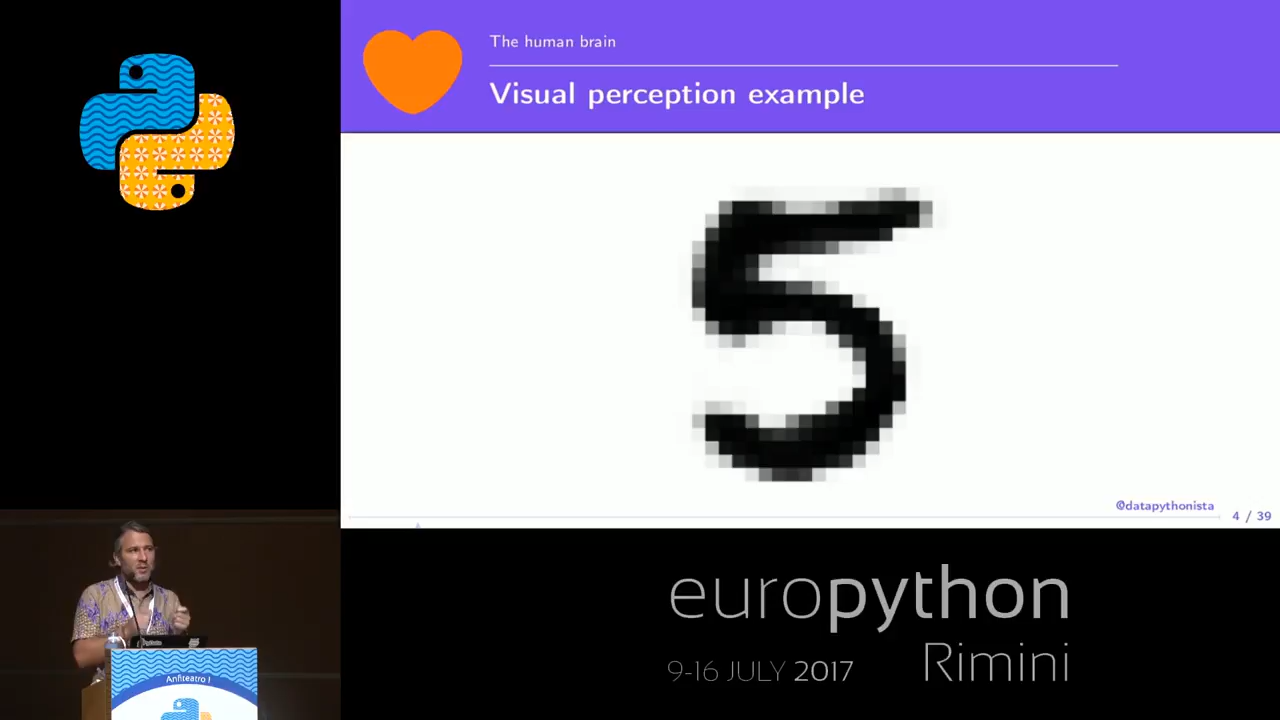 The human brain
Visual perception example
5
@datapythonista
4 / 39
Anfiteatro I
europython
Rimini
9-16 JULY 2017